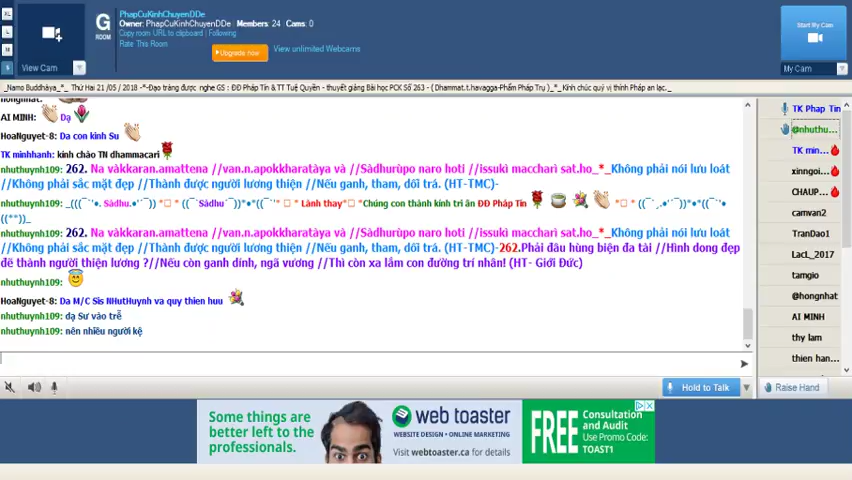 PhapCuKinhChuyenDDe
Owner: PhapCuKinhChuyenDDe Members: 24 Cams: 0
Copy room URL to clipboard | Following
Rate This Room
G
ROOM
Upgrade now
View unlimited Webcams
XL
L
M
S
View Cam
Start My Cam
My Cam
_Namo Buddhàya_*_ Thứ Hai 21 /05 / 2018 -*-Đạo tràng được nghe GS : ĐĐ Pháp Tín & TT Tuệ Quyền - thuyết giảng Bài học PCK Số 263 - ( Dhammat.t.havagga-Phẩm Pháp Trụ )_*_ Kính chúc quý vị thính Pháp an lạc._
hongnhat:
AI MINH: Dạ
HoaNguyet-8: Da con kinh Su
TK minhhanh: kính chào TN dhammacari
nhuthuynh109: 262. Na vàkkaran.amattena //van.n.apokkharatàya và //Sàdhurùpo naro hoti //issukì maccharì sat.ho_*_Không phải nói lưu loát
//Không phải sắc mặt đẹp //Thành được người lương thiện //Nếu ganh, tham, dối trá. (HT-TMC)
nhuthuynh109: _(((¯`'•. Sádhu.•'´¯)) *□ * ((¯`Sádhu´¯))*•*((¯`'*□ * Lành thay*□*Chúng con thành kính tri ân ĐĐ Pháp Tín *□ * ((¯`´.•'´¯))*•*((¯`'•
((**))_
nhuthuynh109: 262. Na vàkkaran.amattena //van.n.apokkharatàya và //Sàdhurùpo naro hoti //issukì maccharì sat.ho_*_Không phải nói lưu loát
//Không phải sắc mặt đẹp //Thành được người lương thiện //Nếu ganh, tham, dối trá. (HT-TMC)-262.Phải đâu hùng biện đa tài //Hình dong đẹp
đẽ thành người thiện lương ?//Nếu còn ganh dính, ngã vương //Thì còn xa lắm con đường trí nhân! (HT- Giới Đức)
nhuthuynh109:
HoaNguyet-8: Da M/C Sis NHutHuynh va quy thien huu
nhuthuynh109: dạ Sư vào trễ
nhuthuynh109: nên nhiều người kệ
TK Phap Tin
@nhuthu...
TK min...
xinngoi...
CHAUP...
camvan2
TranDao1
LacL_2017
tamgio
@hongnhat
AI MINH
thy lam
thien han...
Hold to Talk
Raise Hand
Some things are
better left to the
professionals.
web toaster
WEBSITE DESIGN • ONLINE MARKETING
Visit webtoaster.ca for details
FREE
Consultation
and Audit
Use Promo Code:
TOAST1